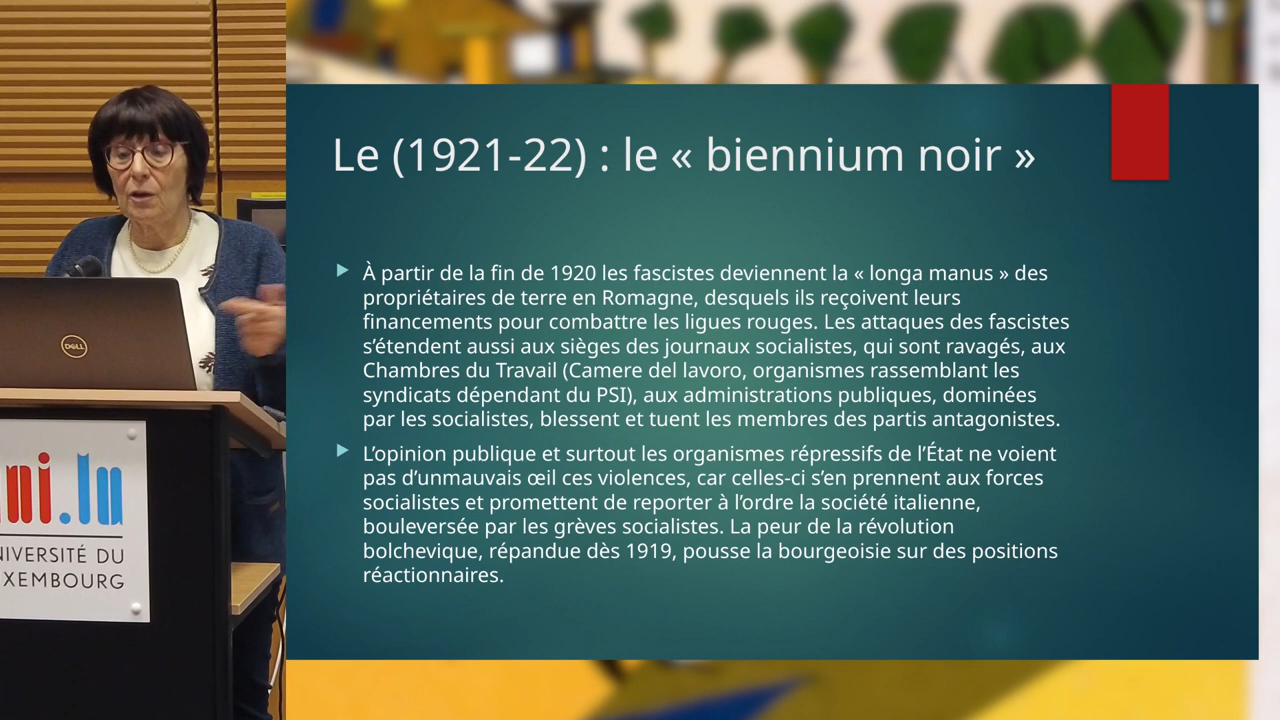 Le (1921-22) : le « biennium noir »
À partir de la fin de 1920 les fascistes deviennent la « longa manus » des
propriétaires de terre en Romagne, desquels ils reçoivent leurs
financements pour combattre les ligues rouges. Les attaques des fascistes
s’étendent aussi aux sièges des journaux socialistes, qui sont ravagés, aux
Chambres du Travail (Camere del lavoro, organismes rassemblant les
syndicats dépendant du PSI), aux administrations publiques, dominées
par les socialistes, blessent et tuent les membres des partis antagonistes.
L’opinion publique et surtout les organismes répressifs de l’État ne voient
pas d’unmauvais œil ces violences, car celles-ci s’en prennent aux forces
socialistes et promettent de reporter à l’ordre la société italienne,
bouleversée par les grèves socialistes. La peur de la révolution
bolchevique, répandue dès 1919, pousse la bourgeoisie sur des positions
réactionnaires.
DELL
ni.lu
NIVERSITÉ DU
XEMBOURG